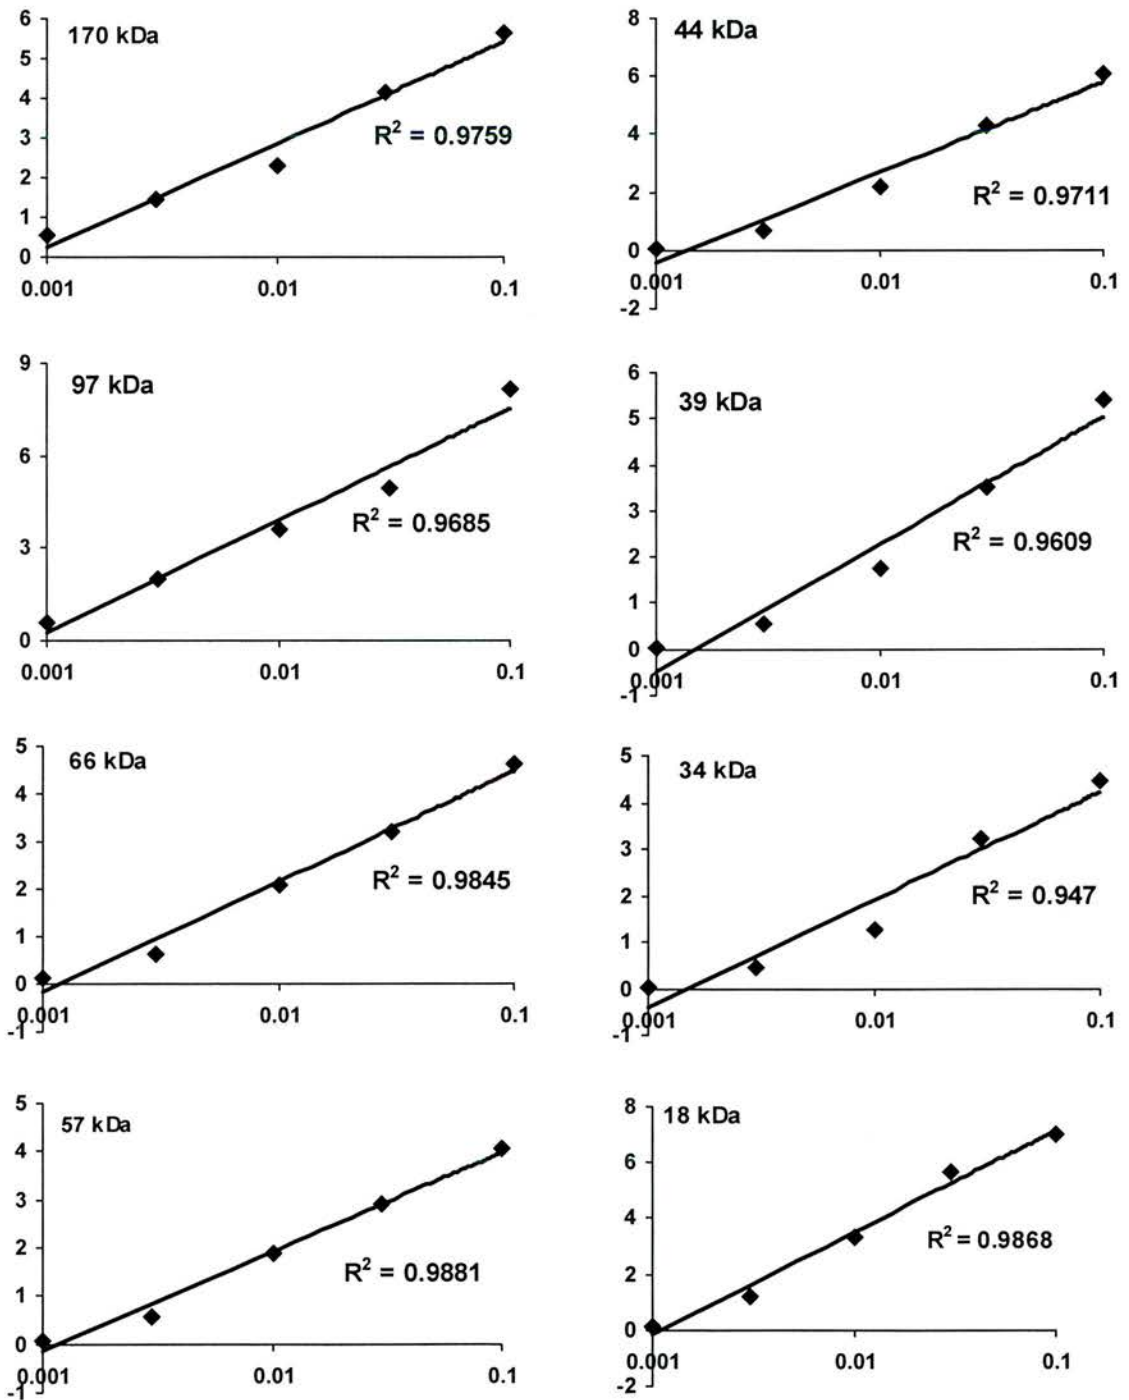 170 kDa
6
5
4
3
2
1
0
R² = 0.9759
0.001 0.01 0.1
44 kDa
8
6
4
2
0
-2
R² = 0.9711
0.001 0.01 0.1
97 kDa
9
6
3
0
R² = 0.9685
0.001 0.01 0.1
39 kDa
6
5
4
3
2
1
0
-1
R² = 0.9609
0.001 0.01 0.1
66 kDa
5
4
3
2
1
0
-1
R² = 0.9845
0.001 0.01 0.1
34 kDa
5
4
3
2
1
0
-1
R² = 0.947
0.001 0.01 0.1
57 kDa
5
4
3
2
1
0
-1
R² = 0.9881
0.001 0.01 0.1
18 kDa
8
6
4
2
0
-2
R² = 0.9868
0.001 0.01 0.1